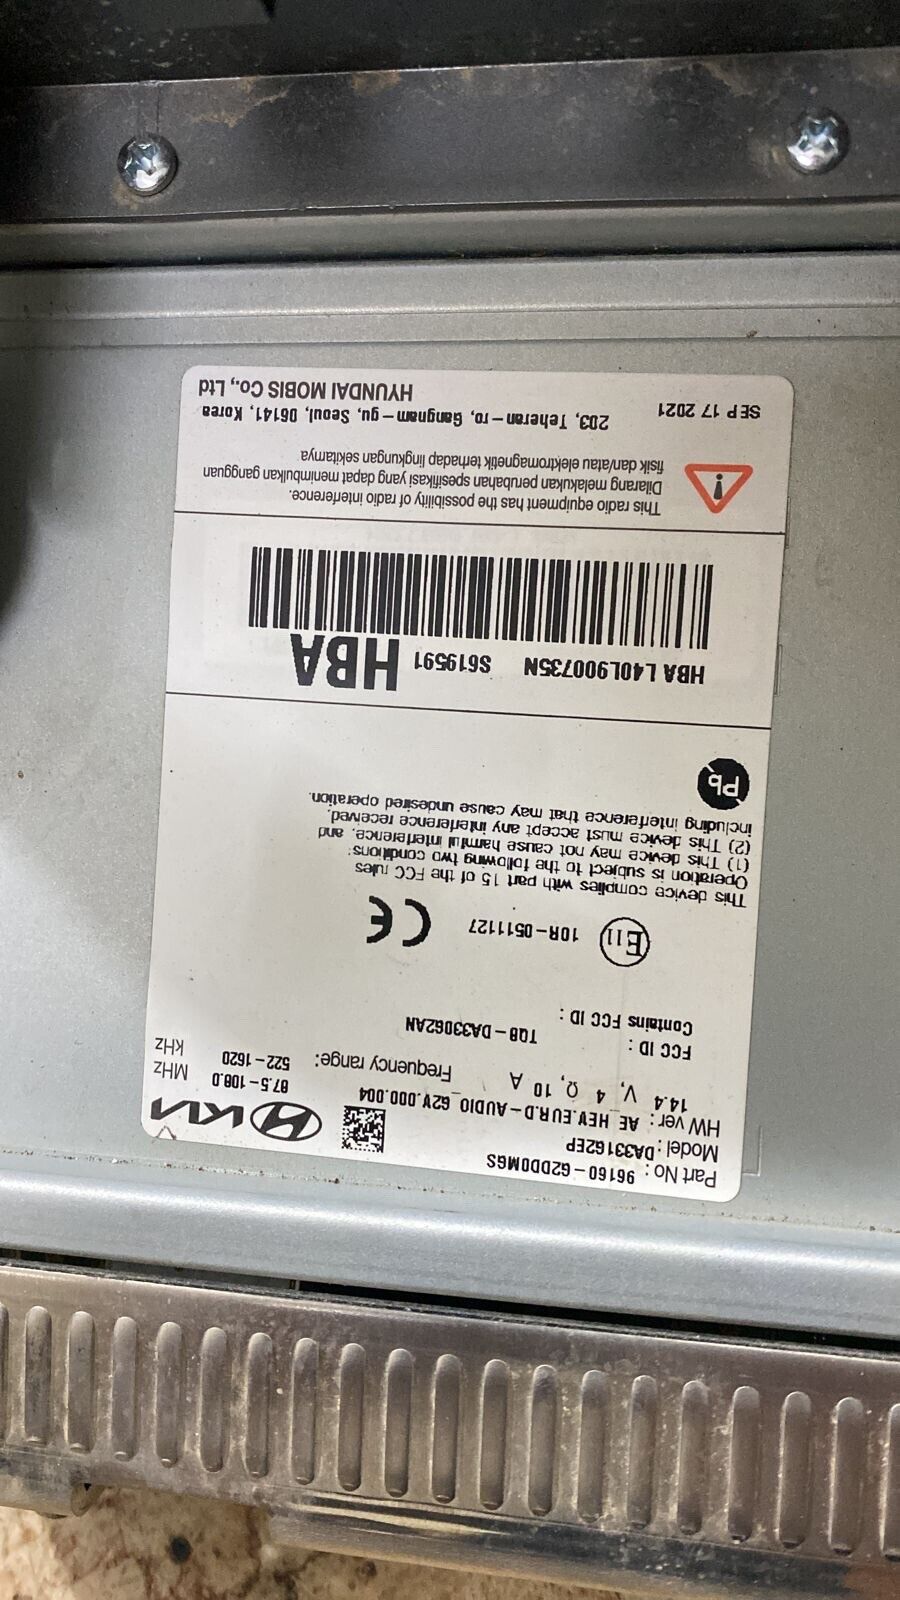 Part No : 96160-G2DD0MGS
Model : DA331G2EP
HW ver : AE_HEV.EUR.D-AUDIO_G2V.000.004
14.4 V, 4 Ω, 10 A
KIA
Frequency range: 87.5-108.0 MHz
522-1620 kHz
FCC ID : TQ8-DA33062AN
Contains FCC ID :
E11 10R-0511127 CE
This device complies with part 15 of the FCC rules
Operation is subject to the following two conditions:
(1) This device may not cause harmful interference, and
(2) This device must accept any interference received,
including interference that may cause undesired operation.
Pb
HBA L40L900735N S619591 HBA
This radio equipment has the possibility of radio interference.
Dilarang melakukan perubahan spesifikasi yang dapat menimbulkan gangguan
fisik dan/atau elektromagnetik terhadap lingkungan sekitarnya
SEP 17 2021 203, Teheran-ro, Gangnam-gu, Seoul, 06141, Korea
HYUNDAI MOBIS Co., Ltd